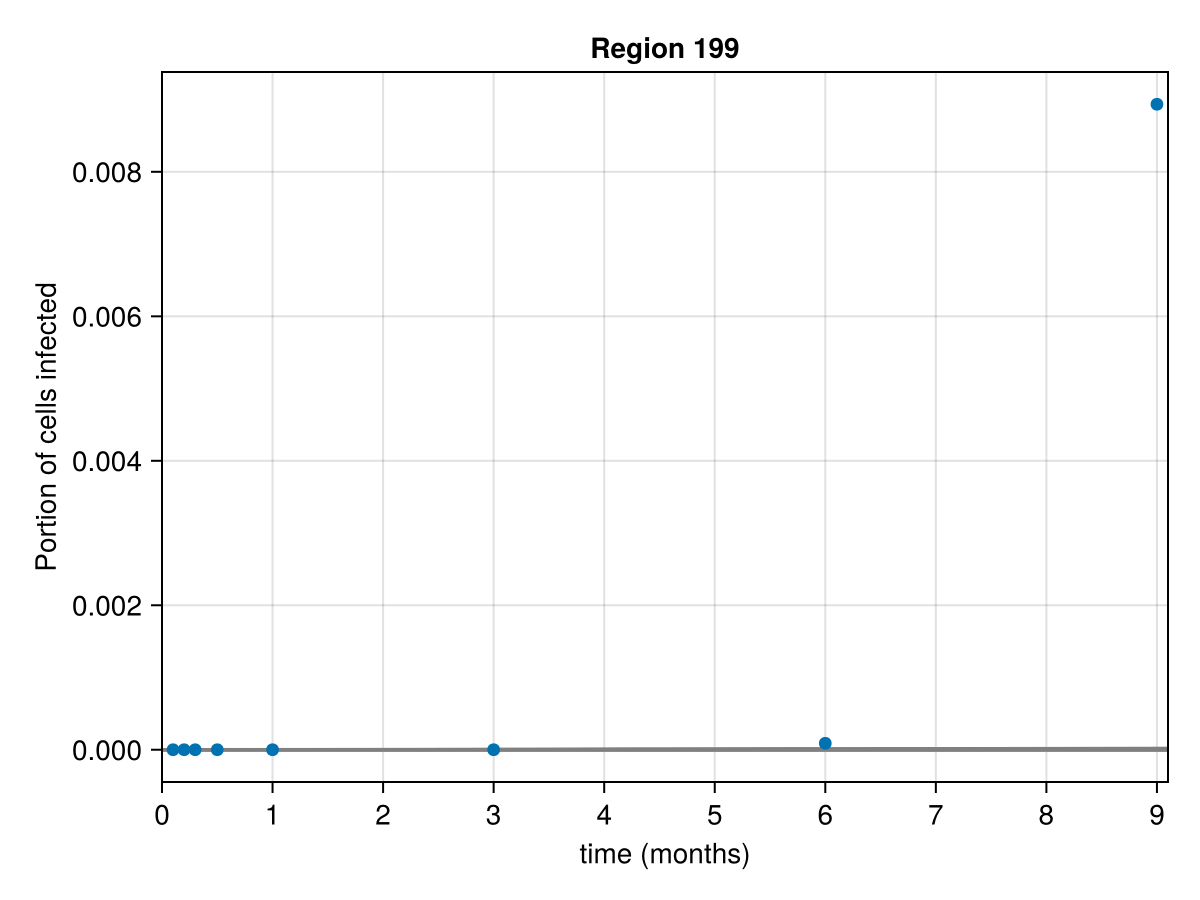 Region 199
Portion of cells infected
0.008
0.006
0.004
0.002
0.000
0 1 2 3 4 5 6 7 8 9
time (months)